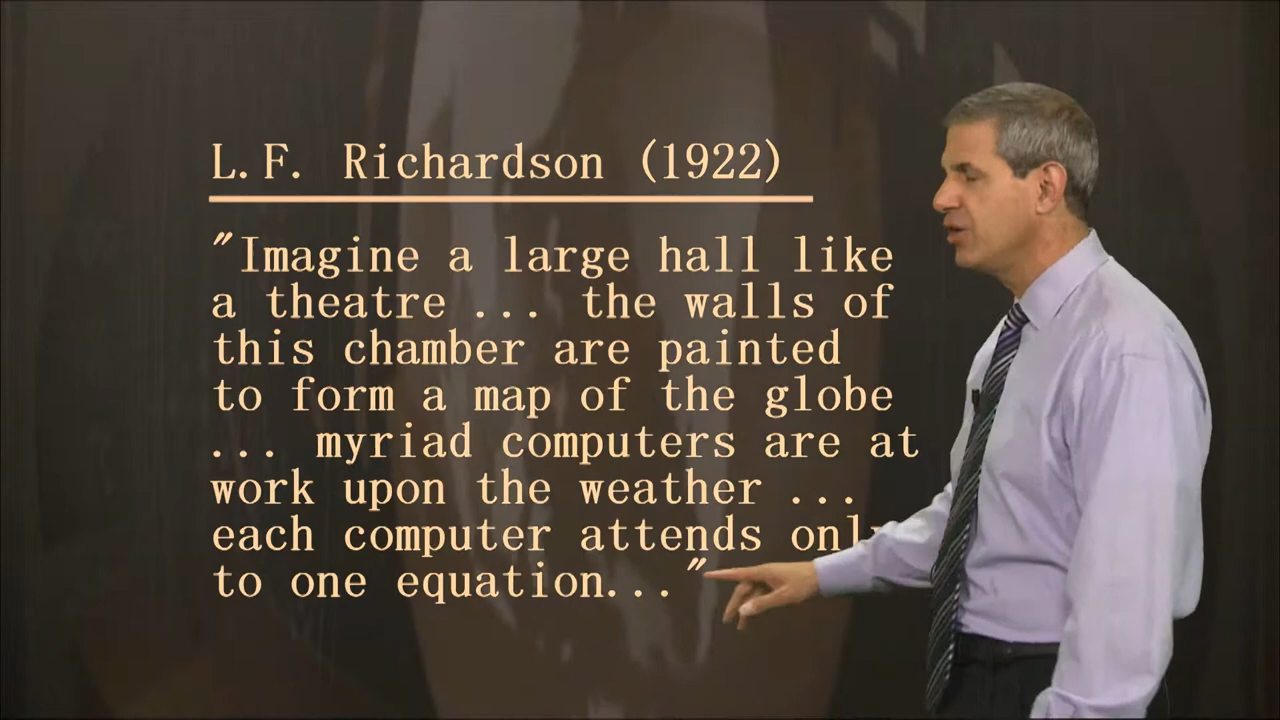 L.F. Richardson (1922)
"Imagine a large hall like
a theatre ... the walls of
this chamber are painted
to form a map of the globe
... myriad computers are at
work upon the weather ...
each computer attends only
to one equation..."